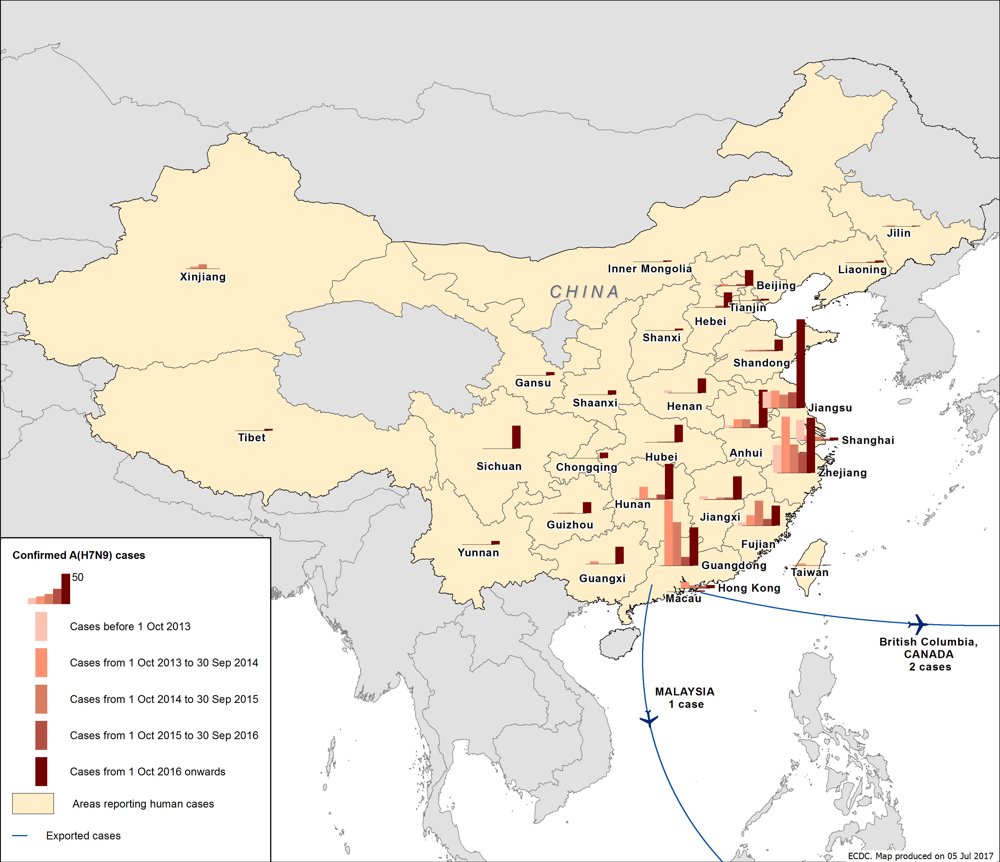 Jilin
Inner Mongolia
Liaoning
Xinjiang
CHINA
Beijing
Tianjin
Hebei
Shanxi
Shandong
Gansu
Shaanxi
Henan
Jiangsu
Tibet
Shanghai
Anhui
Hubei
Sichuan
Chongqing
Zhejiang
Hunan
Jiangxi
Guizhou
Fujian
Yunnan
Guangdong
Taiwan
Guangxi
Hong Kong
Macau
British Columbia,
CANADA
2 cases
MALAYSIA
1 case
Confirmed A(H7N9) cases
50
Cases before 1 Oct 2013
Cases from 1 Oct 2013 to 30 Sep 2014
Cases from 1 Oct 2014 to 30 Sep 2015
Cases from 1 Oct 2015 to 30 Sep 2016
Cases from 1 Oct 2016 onwards
Areas reporting human cases
Exported cases
ECDC. Map produced on 05 Jul 2017